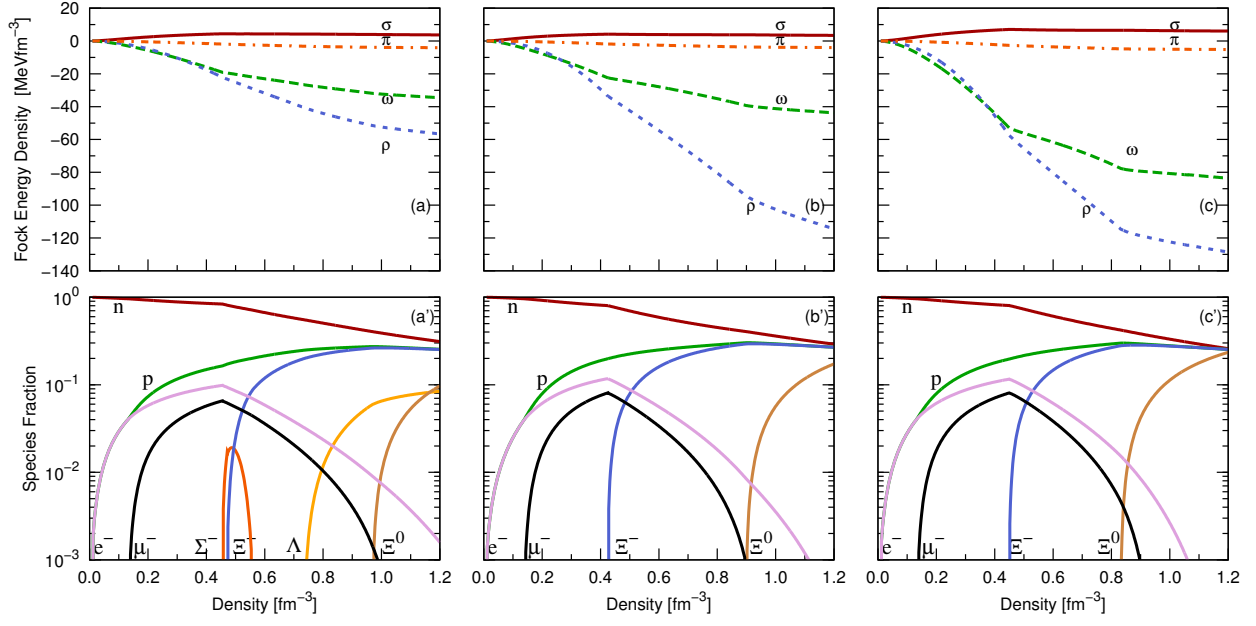 Fock Energy Density [MeVfm⁻³]
20
0
−20
−40
−60
−80
−100
−120
−140
σ
π
ω
ρ
(a)
σ
π
ω
ρ
(b)
σ
π
ω
ρ
(c)
Species Fraction
10⁰
10⁻¹
10⁻²
10⁻³
n
(a')
p
e⁻ μ⁻ Σ⁻ Ξ⁻ Λ Ξ⁰
0.0 0.2 0.4 0.6 0.8 1.0 1.2
Density [fm⁻³]
n
(b')
p
e⁻ μ⁻ Ξ⁻ Ξ⁰
0.0 0.2 0.4 0.6 0.8 1.0 1.2
Density [fm⁻³]
n
(c')
p
e⁻ μ⁻ Ξ⁻ Ξ⁰
0.0 0.2 0.4 0.6 0.8 1.0 1.2
Density [fm⁻³]